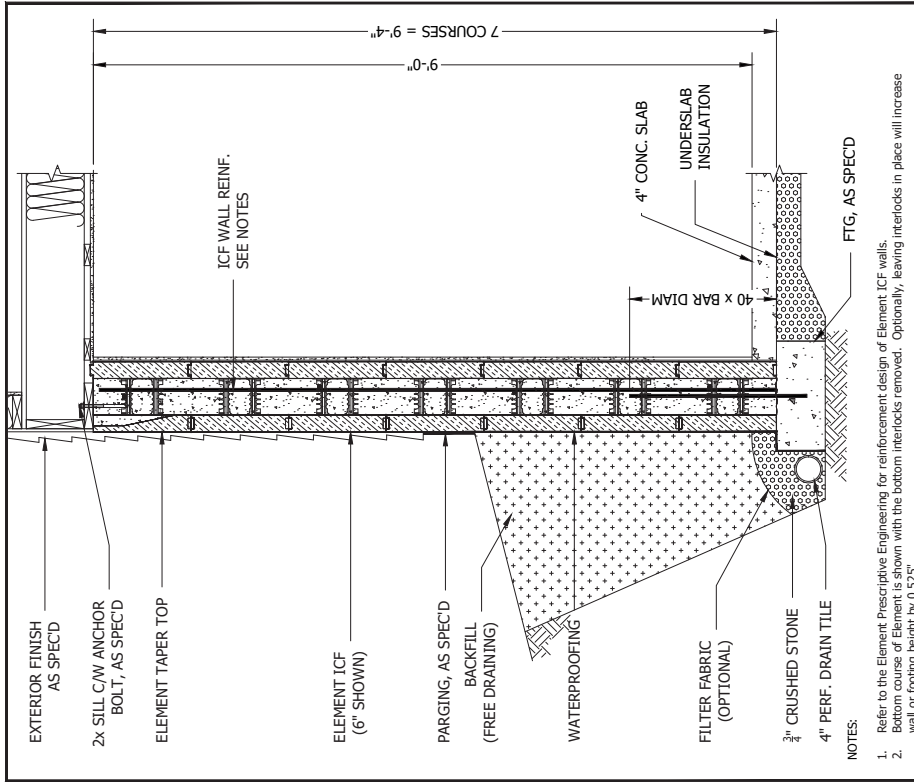 EXTERIOR FINISH
AS SPEC'D
2x SILL C/W ANCHOR
BOLT, AS SPEC'D
ELEMENT TAPER TOP
ELEMENT ICF
(6" SHOWN)
PARGING, AS SPEC'D
BACKFILL
(FREE DRAINING)
WATERPROOFING
FILTER FABRIC
(OPTIONAL)
3/4" CRUSHED STONE
4" PERF. DRAIN TILE
ICF WALL REINF.
SEE NOTES
7 COURSES = 9'-4"
9'-0"
4" CONC. SLAB
UNDERSLAB
INSULATION
40 x BAR DIAM
FTG, AS SPEC'D
NOTES:
1. Refer to the Element Prescriptive Engineering for reinforcement design of Element ICF walls.
2. Bottom course of Element is shown with the bottom interlocks removed. Optionally, leaving interlocks in place will increase
wall or footing height by 0.525"